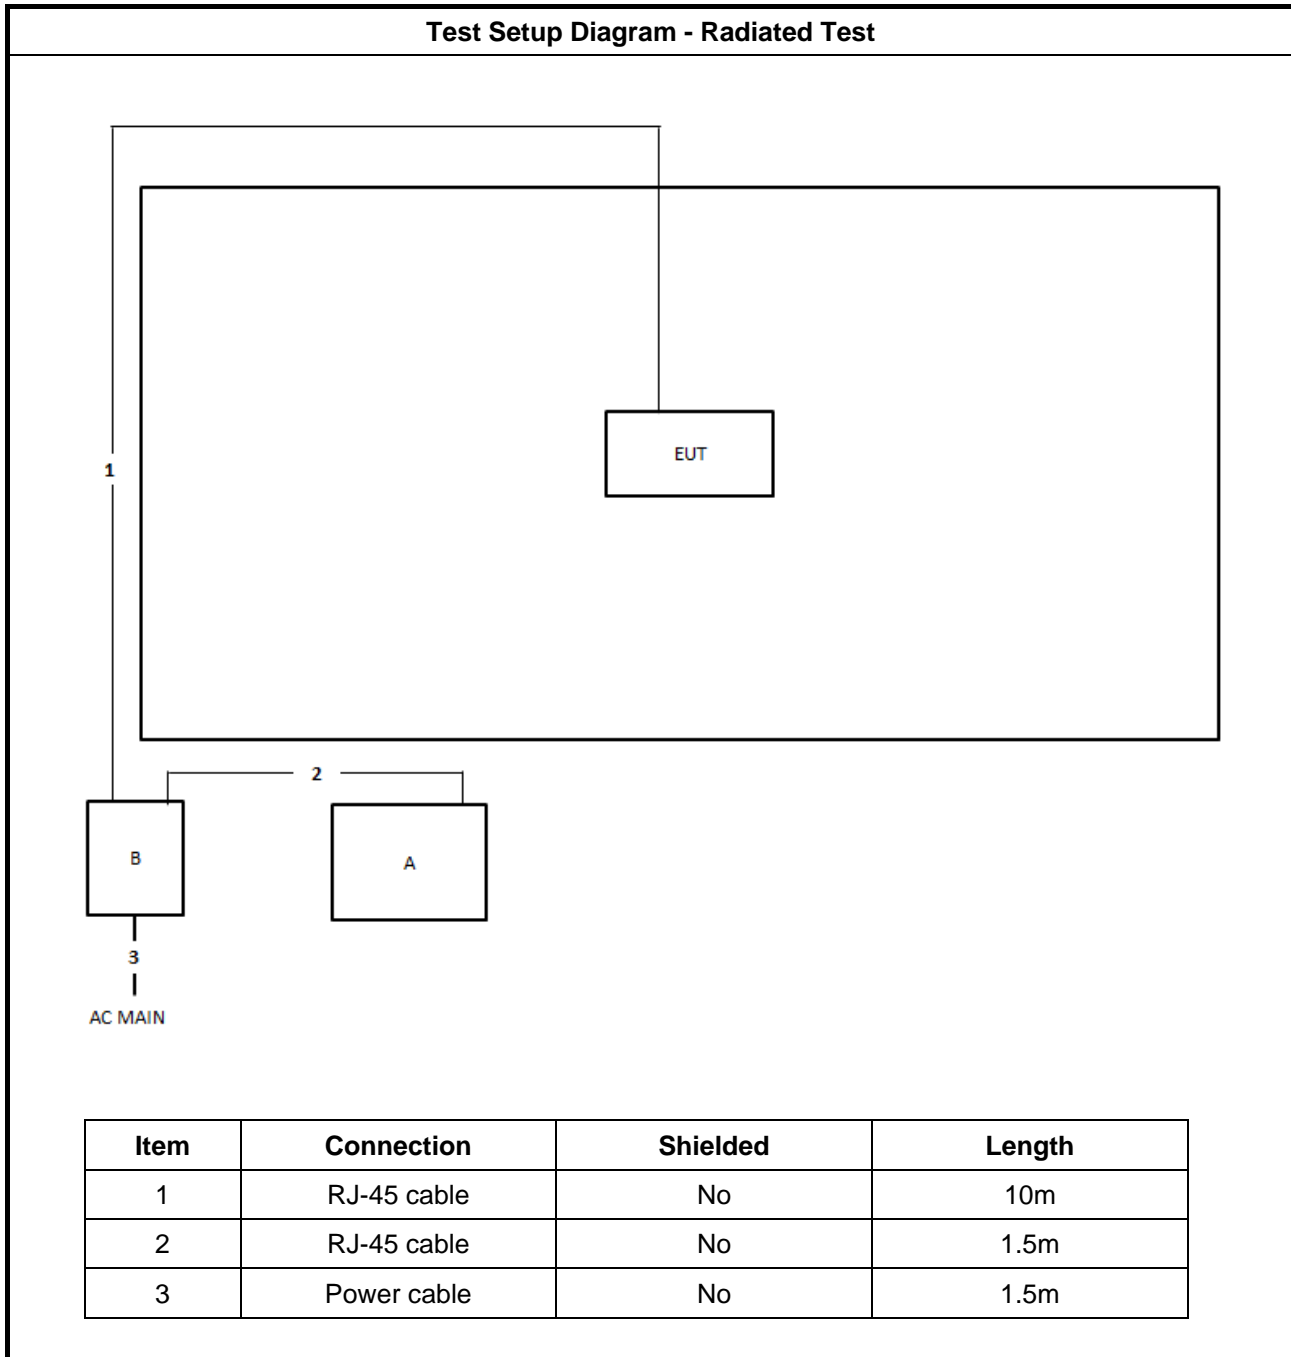 Test Setup Diagram - Radiated Test
EUT
1
2
B
A
3
AC MAIN
Item Connection Shielded Length
1 RJ-45 cable No 10m
2 RJ-45 cable No 1.5m
3 Power cable No 1.5m